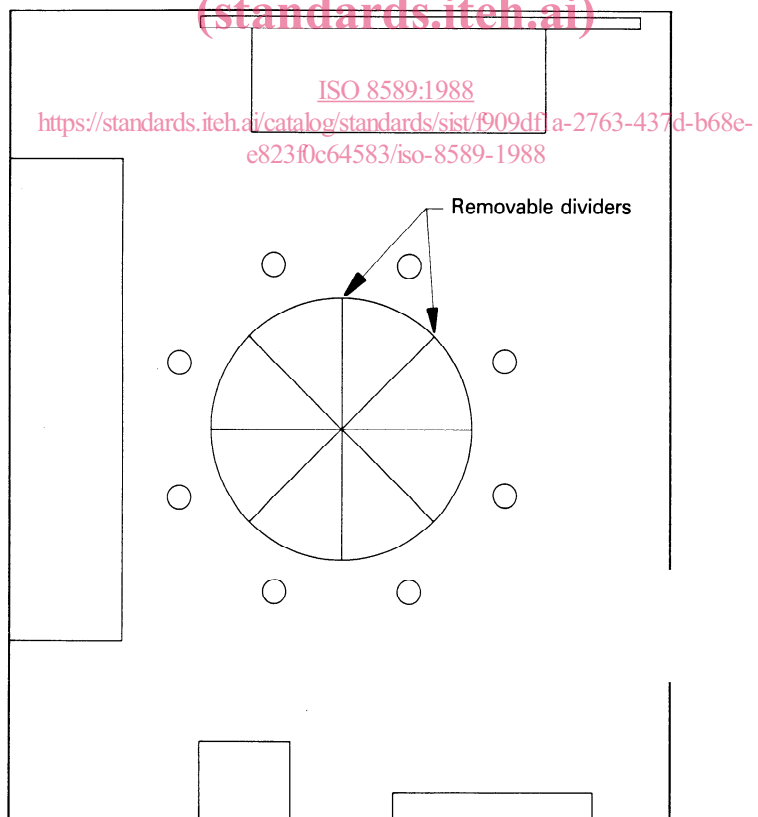 (standards.iteh.ai)
ISO 8589:1988
https://standards.iteh.ai/catalog/standards/sist/f909df1a-2763-437d-b68e-
e823f0c64583/iso-8589-1988
Removable dividers